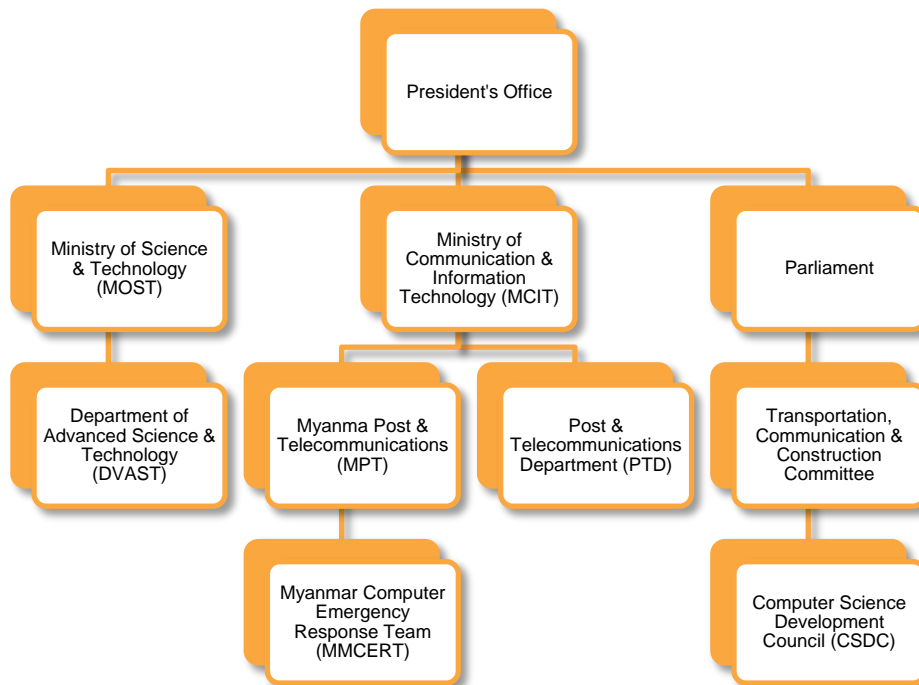 President's Office
Ministry of Science
& Technology
(MOST)
Ministry of
Communication &
Information
Technology (MCIT)
Parliament
Department of
Advanced Science &
Technology
(DVAST)
Myanma Post &
Telecommunications
(MPT)
Post &
Telecommunications
Department (PTD)
Transportation,
Communication &
Construction
Committee
Myanmar Computer
Emergency
Response Team
(MMCERT)
Computer Science
Development
Council (CSDC)